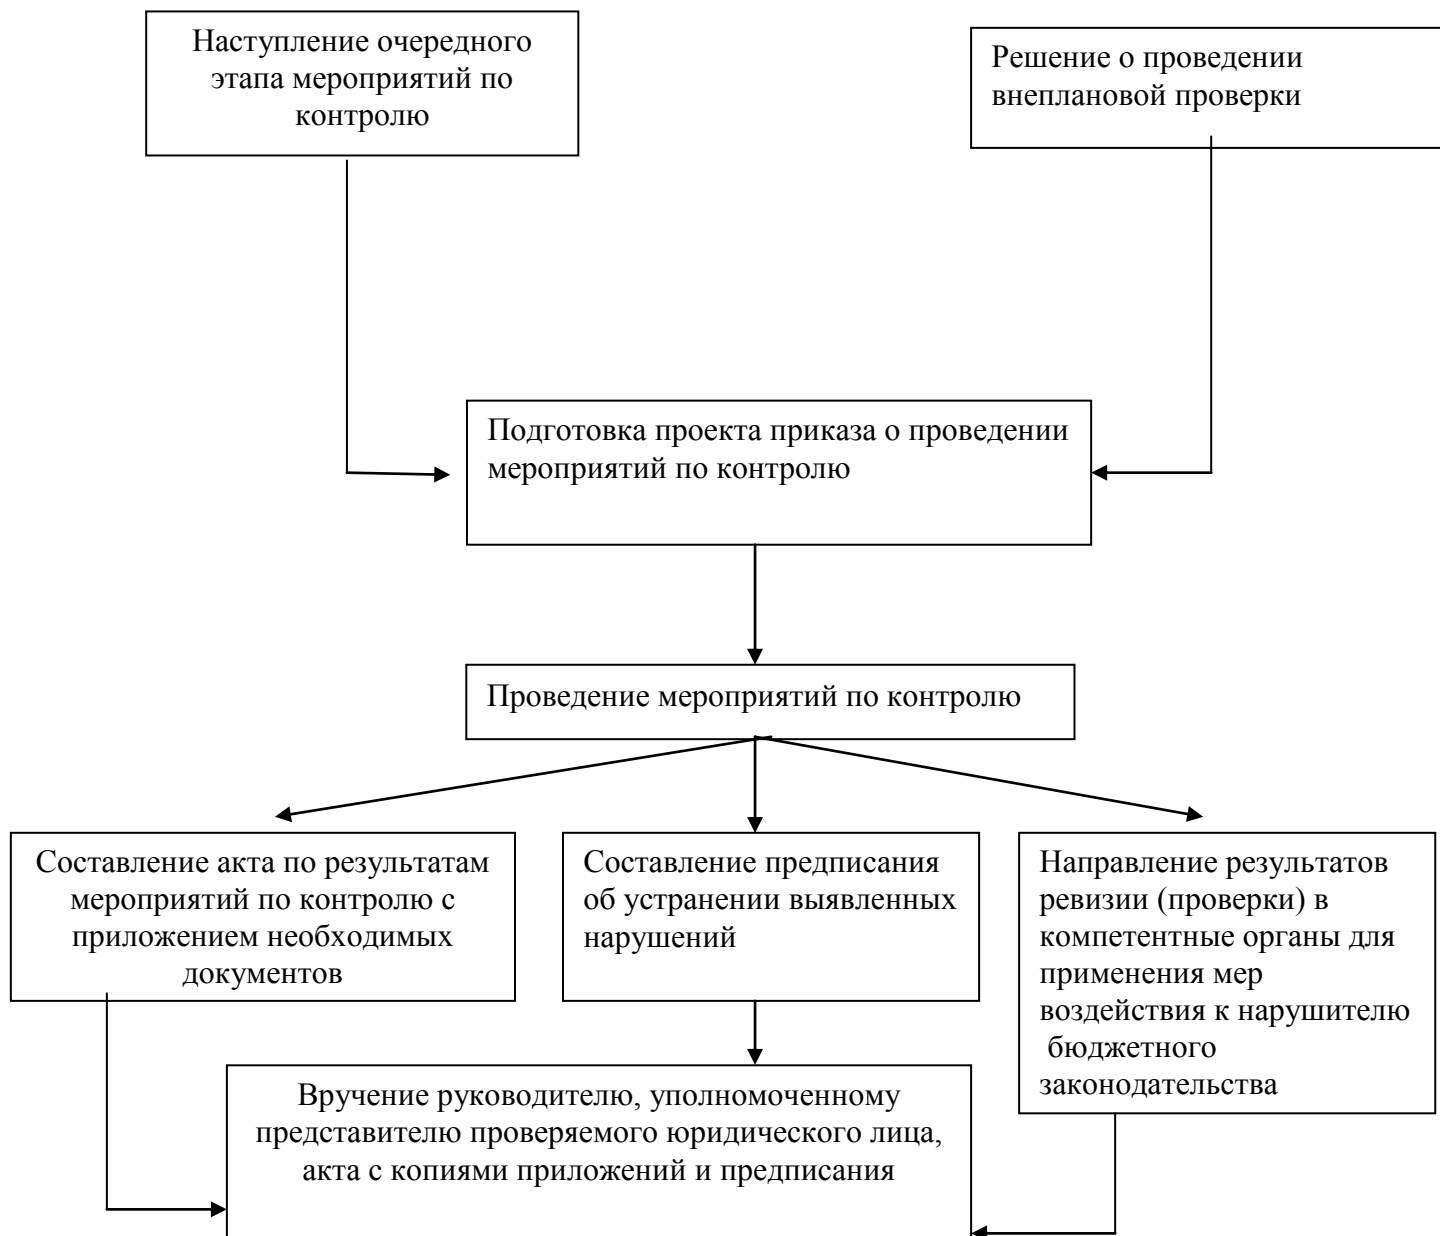 Наступление очередного
этапа мероприятий по
контролю
Решение о проведении
внеплановой проверки
Подготовка проекта приказа о проведении
мероприятий по контролю
Проведение мероприятий по контролю
Составление акта по результатам
мероприятий по контролю с
приложением необходимых
документов
Составление предписания
об устранении выявленных
нарушений
Направление результатов
ревизии (проверки) в
компетентные органы для
применения мер
воздействия к нарушителю
бюджетного
законодательства
Вручение руководителю, уполномоченному
представителю проверяемого юридического лица,
акта с копиями приложений и предписания